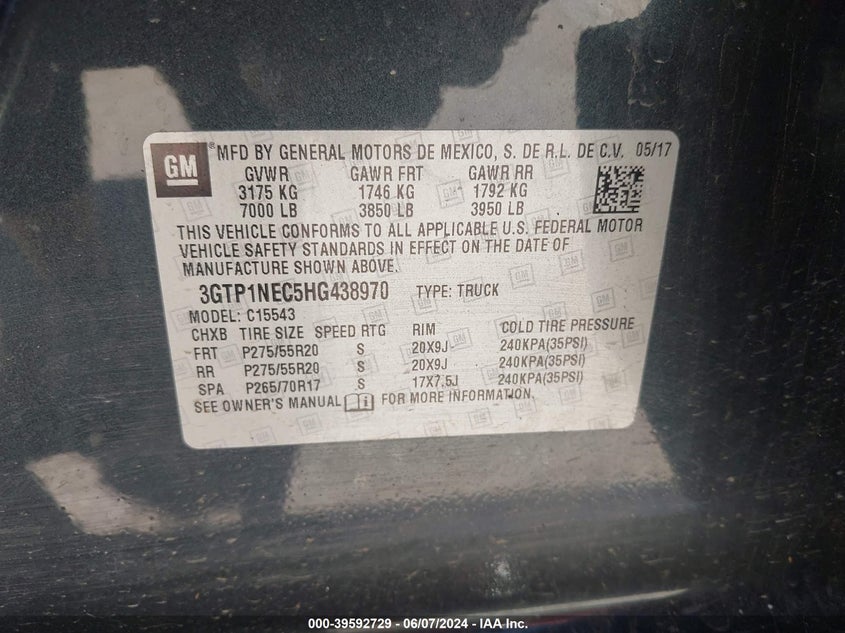 GM ® MFD BY GENERAL MOTORS DE MEXICO, S. DE R.L. DE C.V. 05/17
GVWR GAWR FRT GAWR RR
3175 KG 1746 KG 1792 KG
7000 LB 3850 LB 3950 LB
THIS VEHICLE CONFORMS TO ALL APPLICABLE U.S. FEDERAL MOTOR
VEHICLE SAFETY STANDARDS IN EFFECT ON THE DATE OF
MANUFACTURE SHOWN ABOVE.
3GTP1NEC5HG438970 TYPE: TRUCK
MODEL: C15543
CHXB TIRE SIZE SPEED RTG RIM COLD TIRE PRESSURE
FRT P275/55R20 S 20X9J 240KPA(35PSI)
RR P275/55R20 S 20X9J 240KPA(35PSI)
SPA P265/70R17 S 17X7.5J 240KPA(35PSI)
SEE OWNER'S MANUAL i FOR MORE INFORMATION.
000-39592729 - 06/07/2024 - IAA Inc.